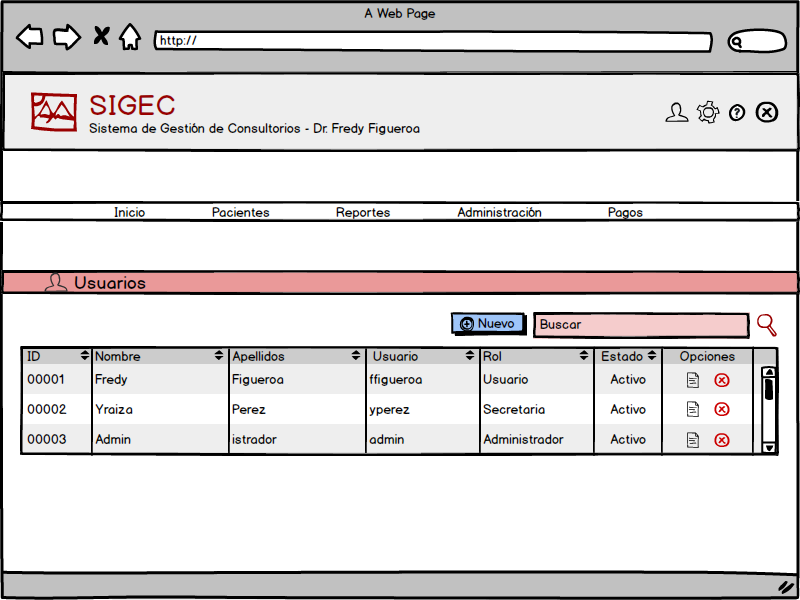 A Web Page
http://
SIGEC
Sistema de Gestión de Consultorios - Dr. Fredy Figueroa
Inicio Pacientes Reportes Administración Pagos
Usuarios
Nuevo Buscar
ID Nombre Apellidos Usuario Rol Estado Opciones
00001 Fredy Figueroa ffigueroa Usuario Activo
00002 Yraiza Perez yperez Secretaria Activo
00003 Admin istrador admin Administrador Activo